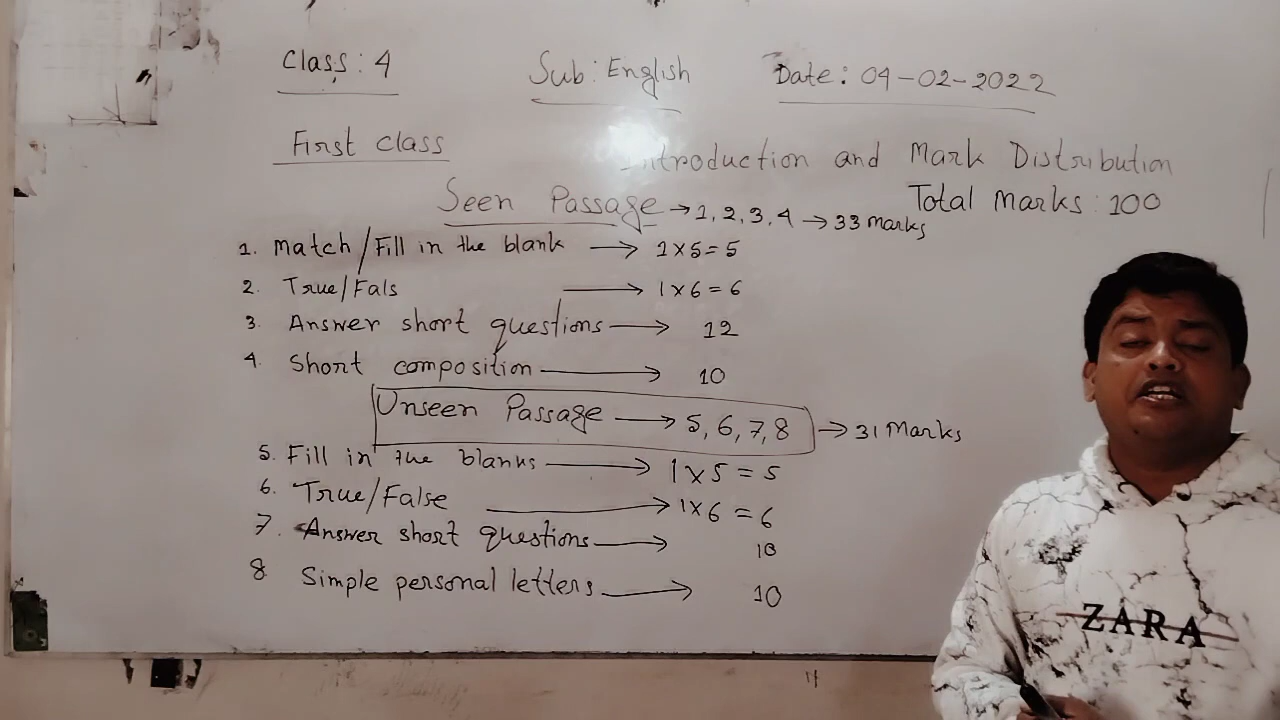 Class: 4 Sub: English Date: 04-02-2022
First class Introduction and Mark Distribution
Seen Passage → 1, 2, 3, 4 → 33 marks Total Marks: 100
1. Match/Fill in the blank → 1×5=5
2. True/Fals → 1×6=6
3. Answer short questions → 12
4. Short composition → 10
Unseen Passage → 5, 6, 7, 8 → 31 Marks
5. Fill in the blanks → 1×5=5
6. True/False → 1×6=6
7. Answer short questions → 10
8 Simple personal letters → 10
ZARA